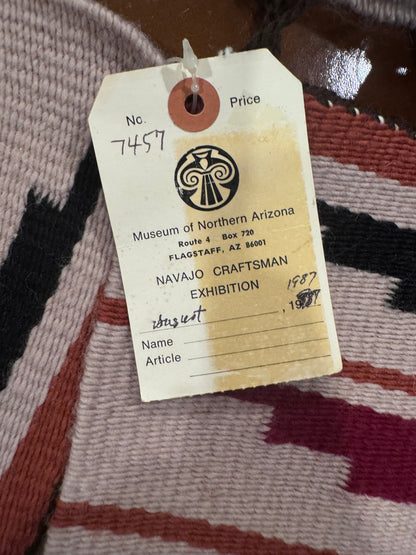 No. Price
7457
Museum of Northern Arizona
Route 4 Box 720
FLAGSTAFF, AZ 86001
NAVAJO CRAFTSMAN
EXHIBITION 1987
August , 19
Name
Article